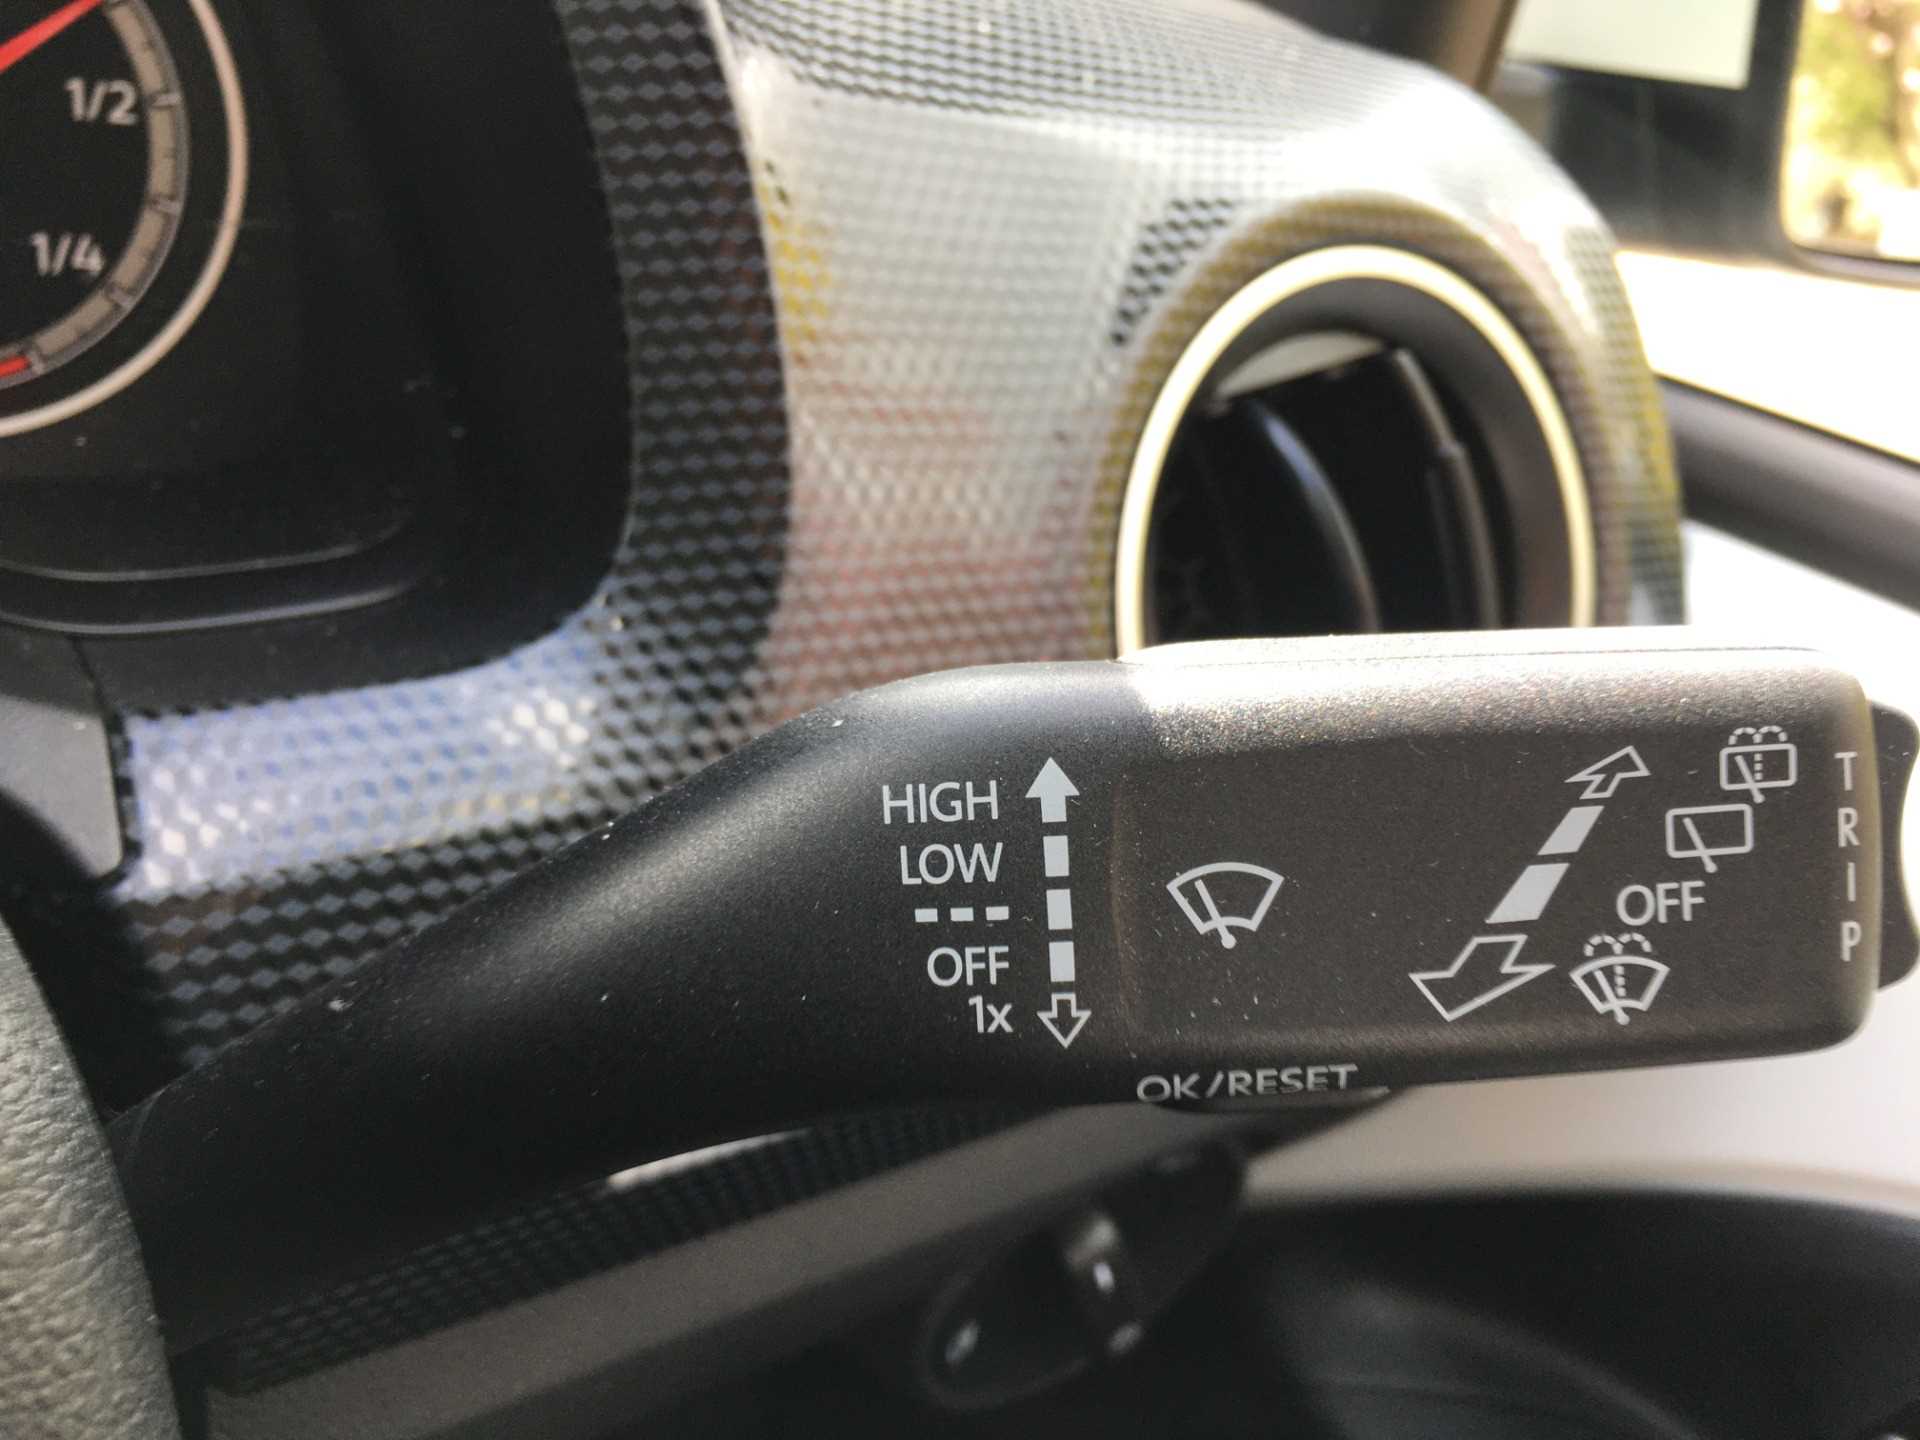 1/2
1/4
HIGH
LOW
OFF
1x
OFF
TRIP
OK/RESET